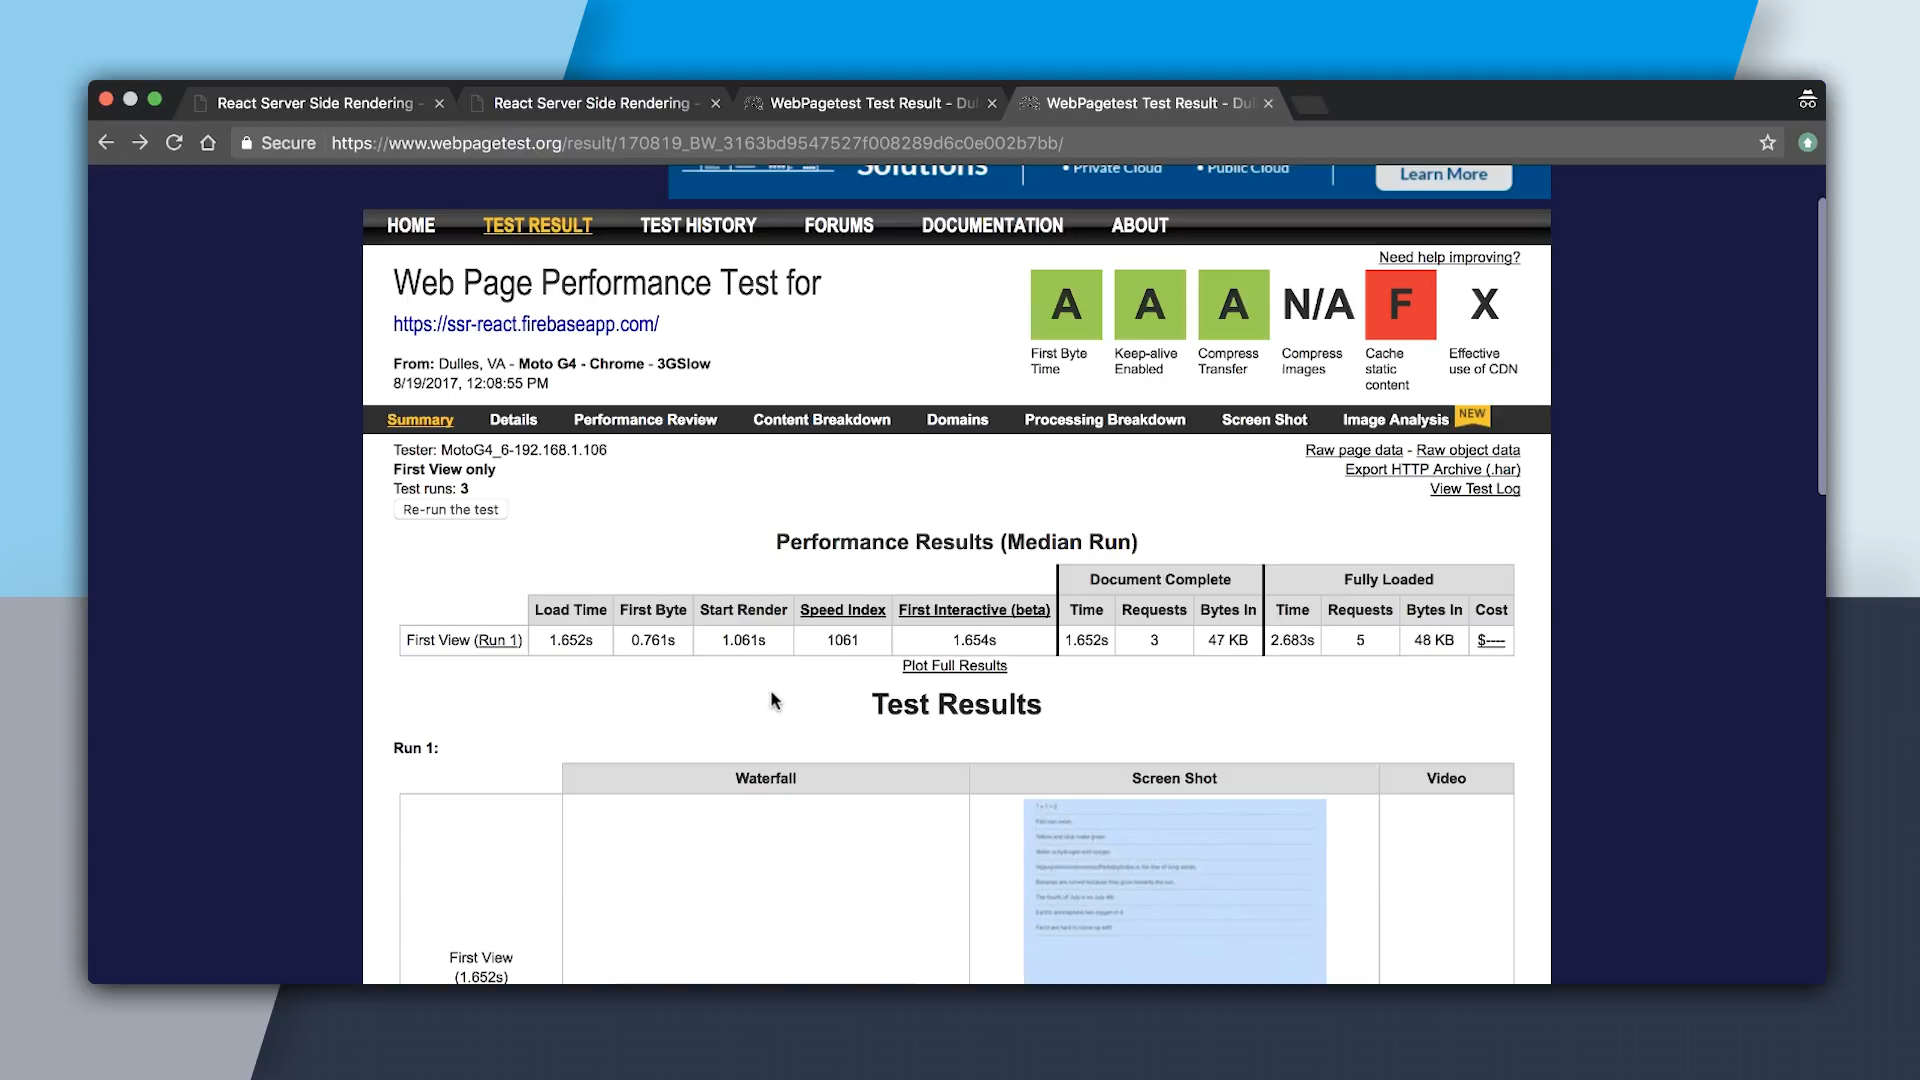 React Server Side Rendering -
React Server Side Rendering -
WebPagetest Test Result - Dul
WebPagetest Test Result - Dul
Secure https://www.webpagetest.org/result/170819_BW_3163bd9547527f008289d6c0e002b7bb/
Solutions
• Private Cloud • Public Cloud
Learn More
HOME TEST RESULT TEST HISTORY FORUMS DOCUMENTATION ABOUT
Need help improving?
Web Page Performance Test for
https://ssr-react.firebaseapp.com/
From: Dulles, VA - Moto G4 - Chrome - 3GSlow
8/19/2017, 12:08:55 PM
A A A N/A F X
First Byte Time
Keep-alive Enabled
Compress Transfer
Compress Images
Cache static content
Effective use of CDN
Summary Details Performance Review Content Breakdown Domains Processing Breakdown Screen Shot Image Analysis NEW
Tester: MotoG4_6-192.168.1.106
First View only
Test runs: 3
Re-run the test
Raw page data - Raw object data
Export HTTP Archive (.har)
View Test Log
Performance Results (Median Run)
Document Complete Fully Loaded
Load Time First Byte Start Render Speed Index First Interactive (beta) Time Requests Bytes In Time Requests Bytes In Cost
First View (Run 1) 1.652s 0.761s 1.061s 1061 1.654s 1.652s 3 47 KB 2.683s 5 48 KB $----
Plot Full Results
Test Results
Run 1:
Waterfall Screen Shot Video
First View
(1.652s)